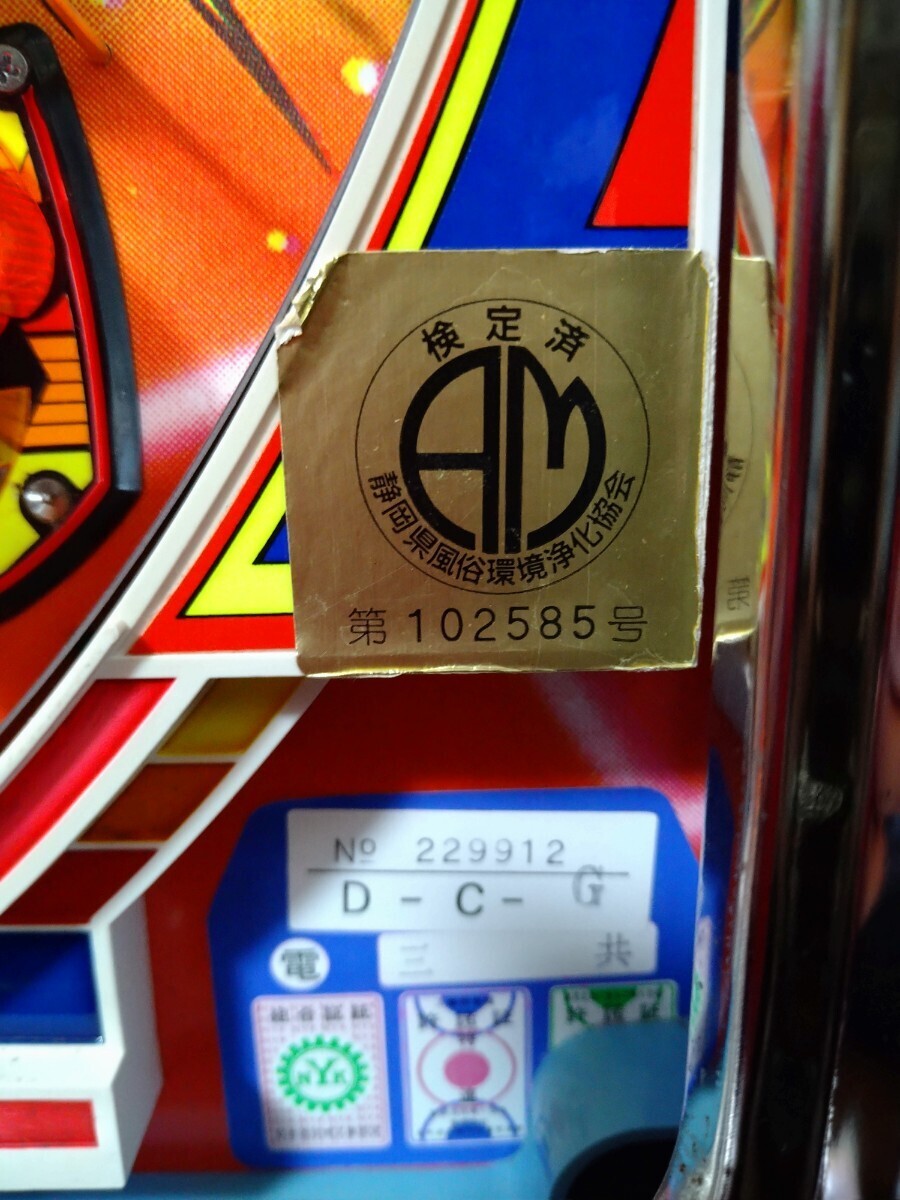 検定済
AM
静岡県風俗環境浄化協会
第102585号
Nº 229912
D - C - G
電 三共
NYK